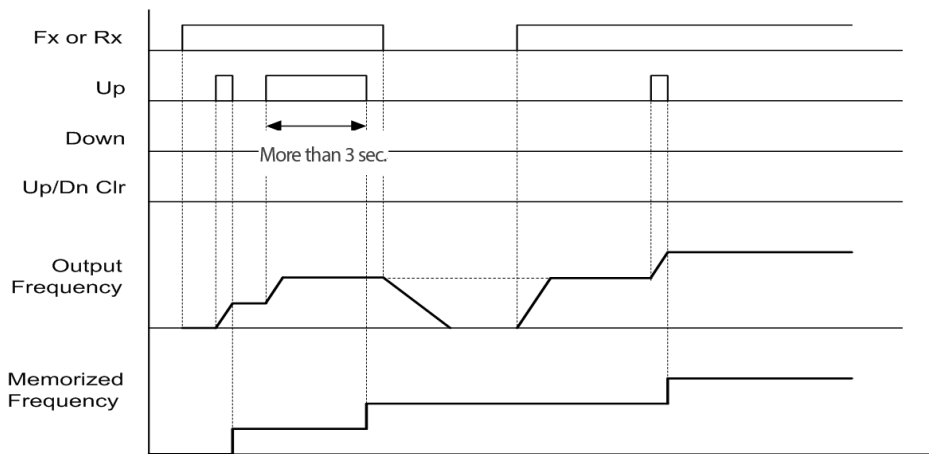 Fx or Rx
Up
Down
More than 3 sec.
Up/Dn Clr
Output
Frequency
Memorized
Frequency